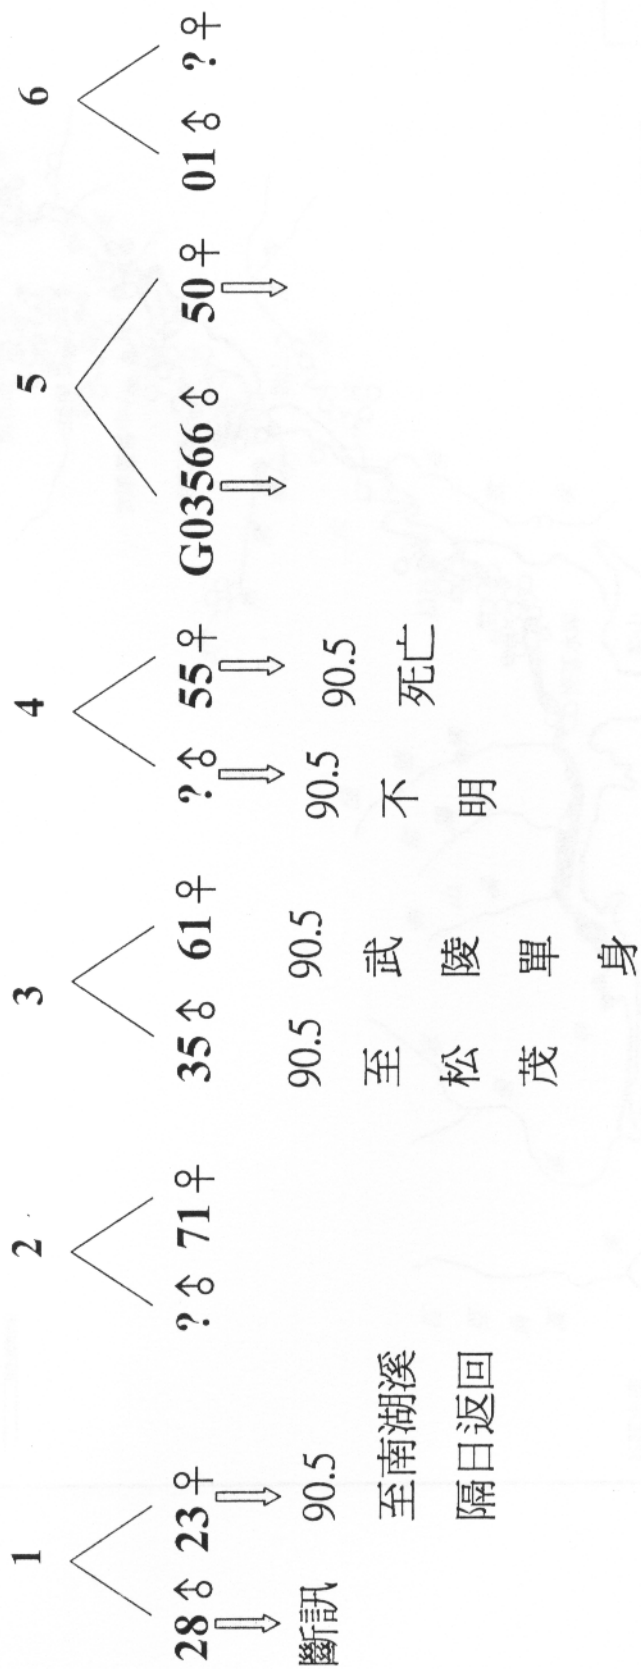 1 2 3 4 5 6
28♂ 23♀ ?♂ 71♀ 35♂ 61♀ ?♂ 55♀ G03566♂ 50♀ 01♂ ?♀
斷訊 90.5 90.5 90.5 90.5 90.5
至南湖溪 至 武 不 死亡
隔日返回 松 陵 明
茂 單
身